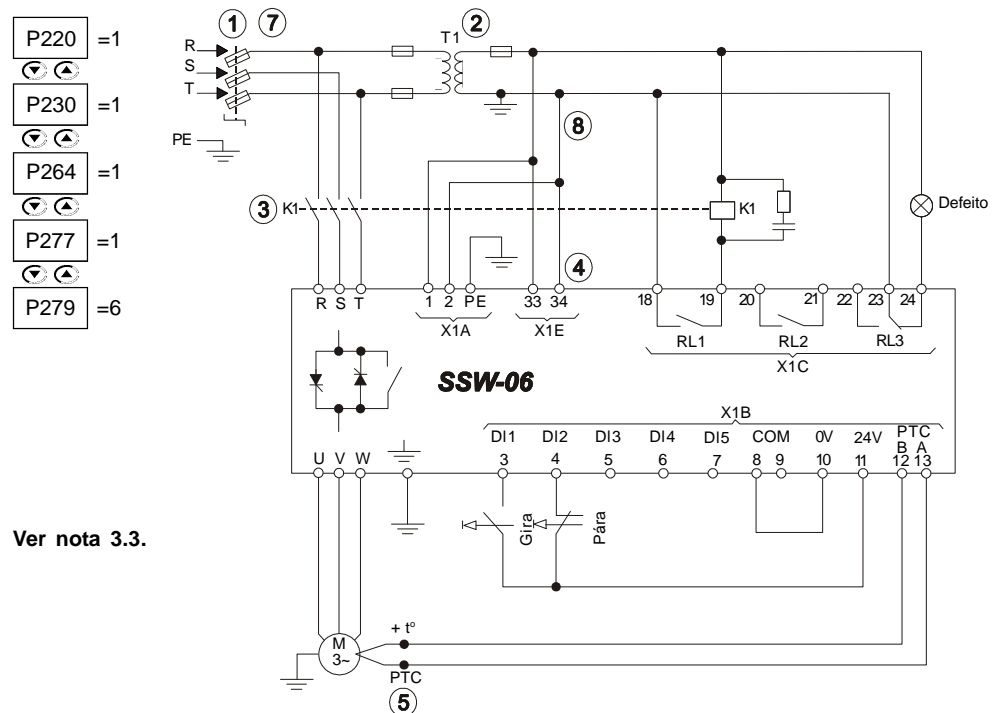 P220 =1
P230 =1
P264 =1
P277 =1
P279 =6
Ver nota 3.3.
1 7 2
T1
R
S
T
PE
8
3 K1
K1
Defeito
4
R S T 1 2 PE 33 34 18 19 20 21 22 23 24
X1A X1E RL1 RL2 RL3
X1C
SSW-06
X1B
DI1 DI2 DI3 DI4 DI5 COM 0V 24V PTC
B A
U V W 3 4 5 6 7 8 9 10 11 12 13
Gira
Pára
M
3~
+ tº
PTC
5